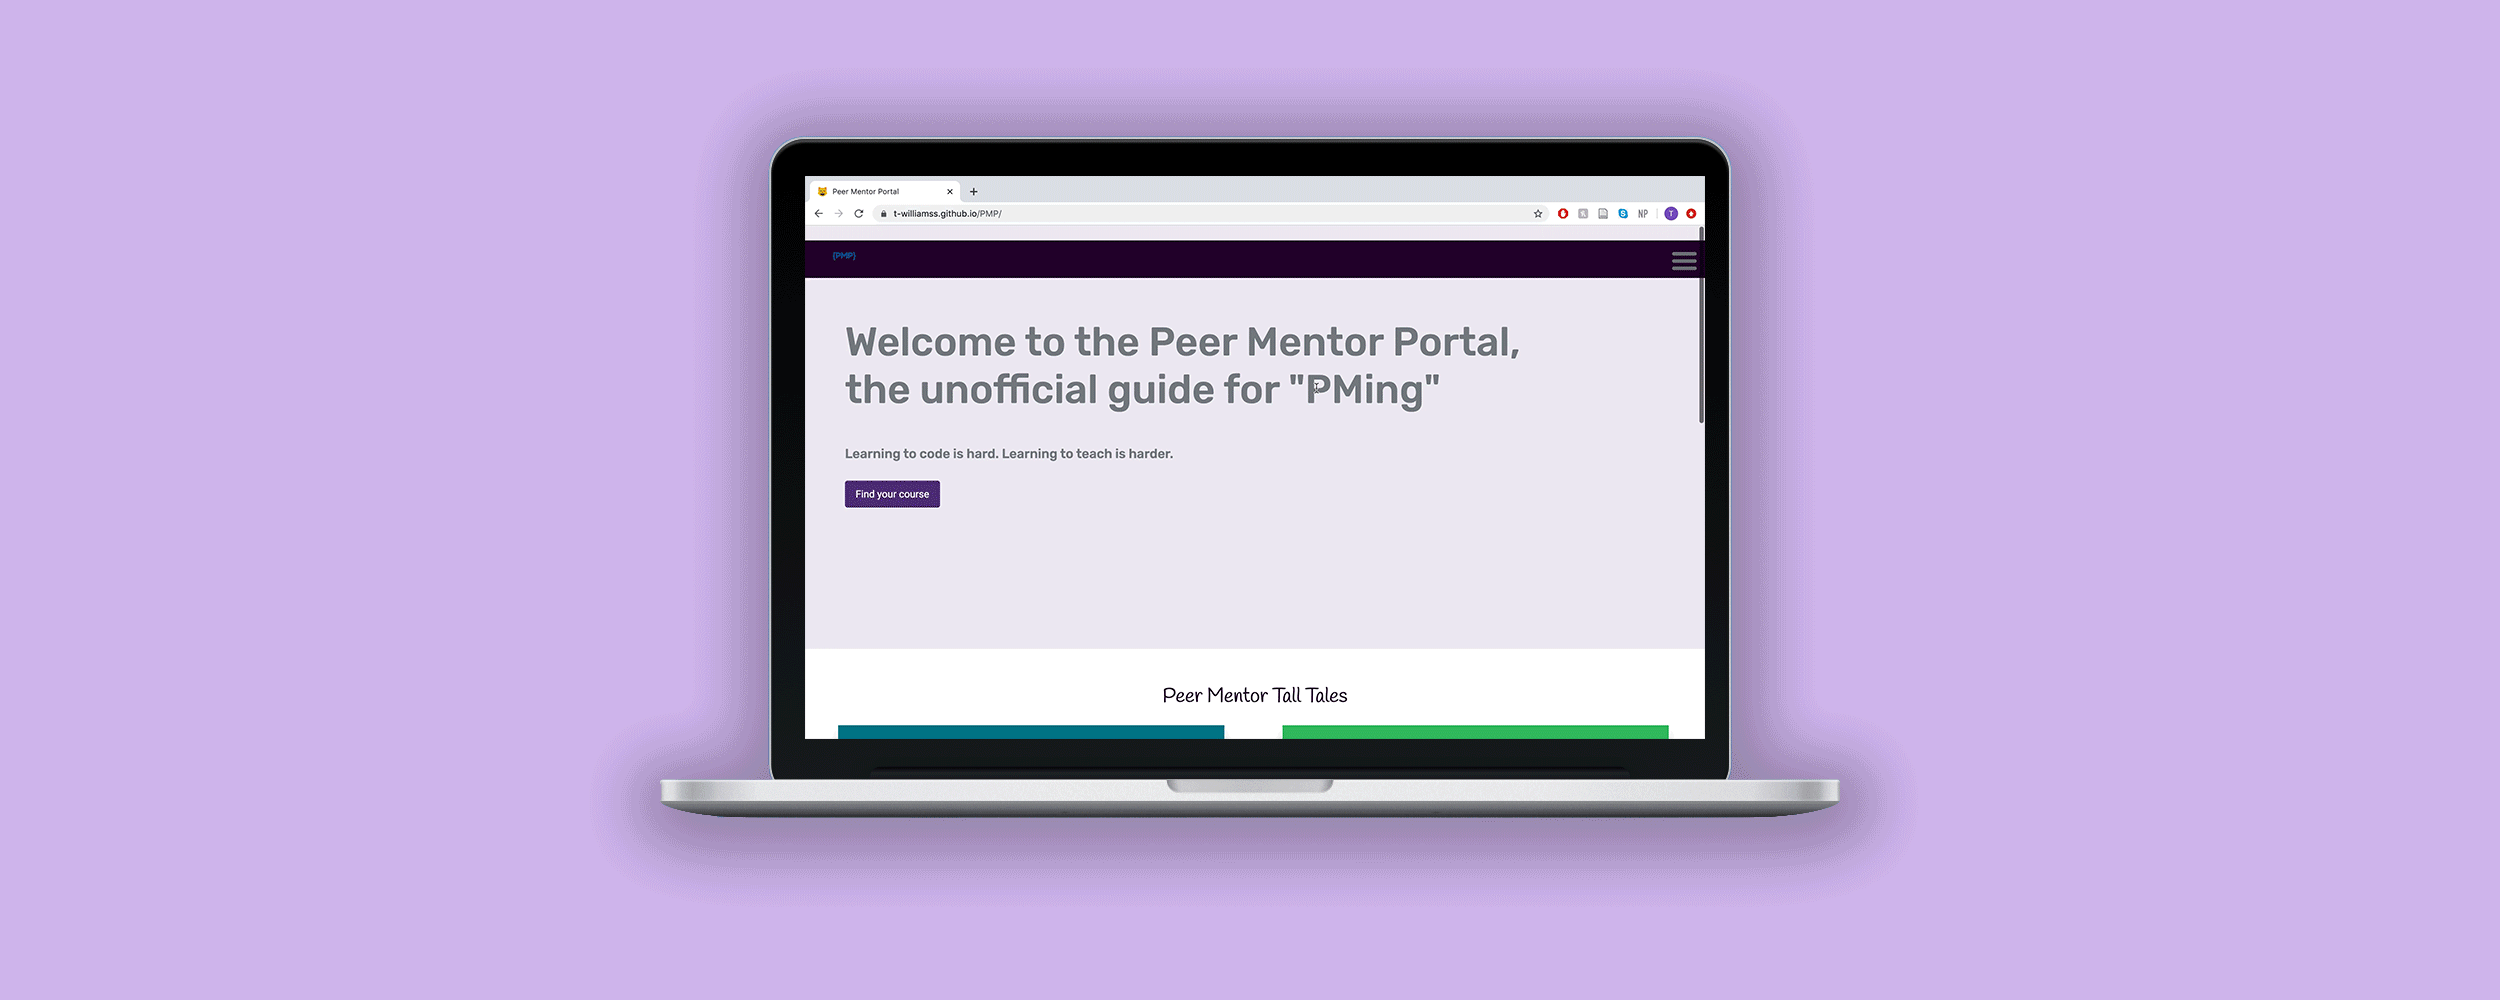 Peer Mentor Portal
t-williamss.github.io/PMP/
NP
T
{PMP}
Welcome to the Peer Mentor Portal,
the unofficial guide for "PMing"
Learning to code is hard. Learning to teach is harder.
Find your course
Peer Mentor Tall Tales